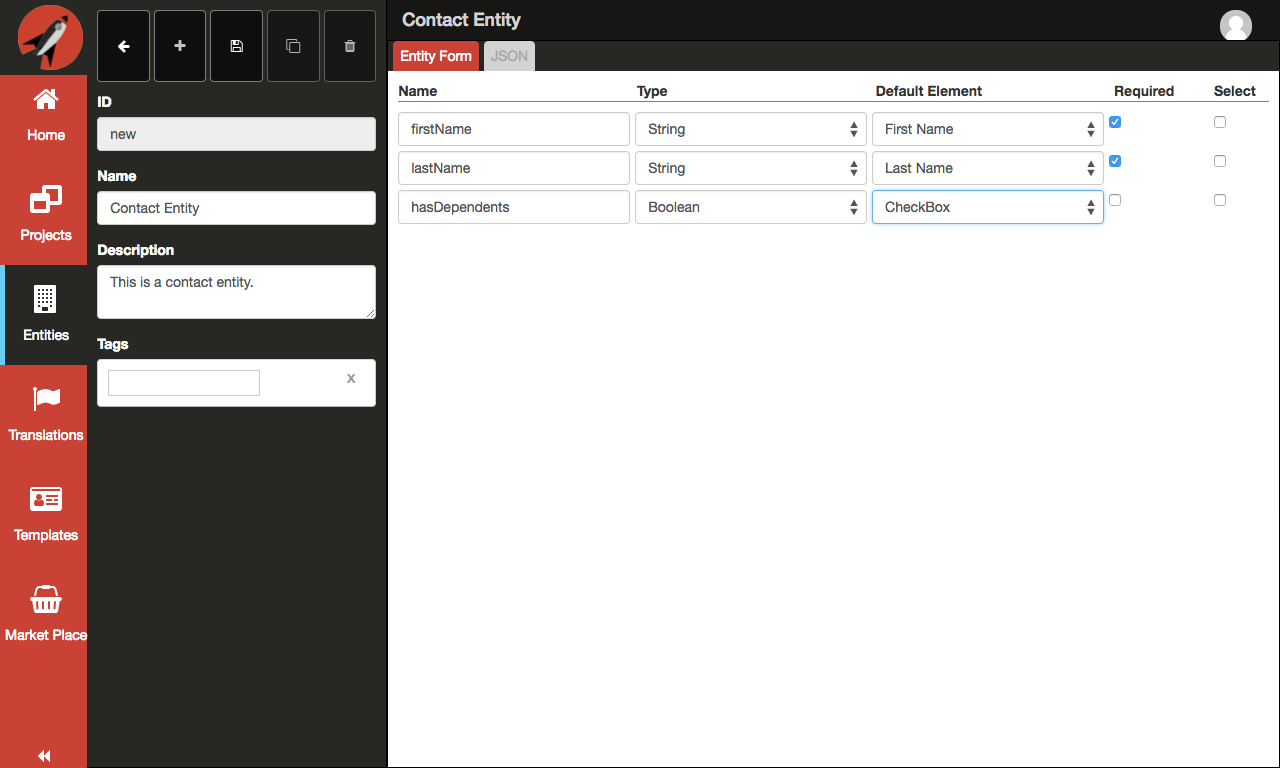 Contact Entity
Entity Form JSON
Home
Projects
Entities
Translations
Templates
Market Place
ID
new
Name
Contact Entity
Description
This is a contact entity.
Tags
X
Name Type Default Element Required Select
firstName String First Name
lastName String Last Name
hasDependents Boolean CheckBox